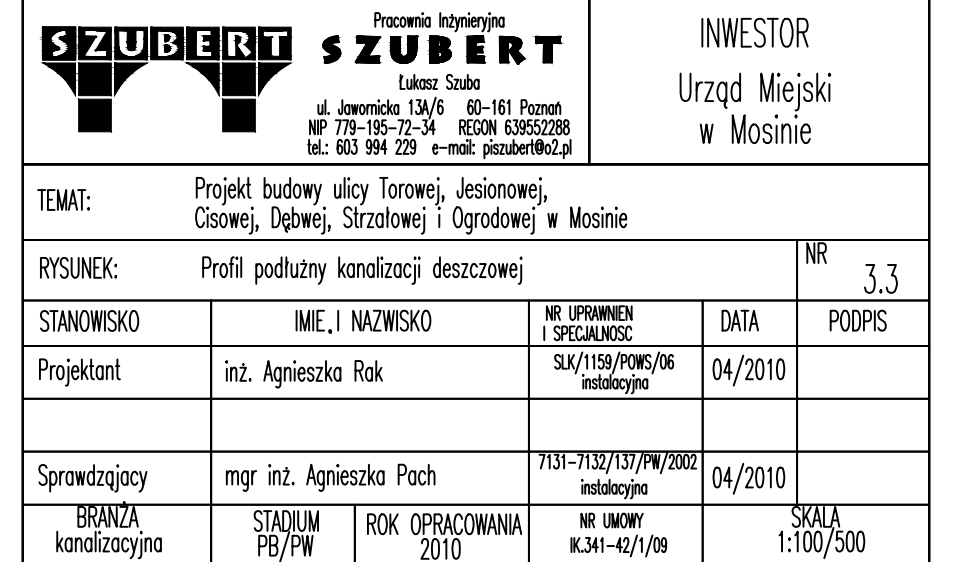 SZUBERT
Pracownia Inżynieryjna
SZUBERT
Łukasz Szuba
ul. Jawornicka 13A/6 60-161 Poznań
NIP 779-195-72-34 REGON 639552288
tel.: 603 994 229 e-mail: piszubert@o2.pl
INWESTOR
Urząd Miejski
w Mosinie
TEMAT:
Projekt budowy ulicy Torowej, Jesionowej,
Cisowej, Dębwej, Strzałowej i Ogrodowej w Mosinie
RYSUNEK:
Profil podłużny kanalizacji deszczowej
NR
3.3
STANOWISKO
IMIĘ I NAZWISKO
NR UPRAWNIEN
I SPECJALNOSC
DATA
PODPIS
Projektant
inż. Agnieszka Rak
SLK/1159/POWS/06
instalacyjna
04/2010
Sprawdząjacy
mgr inż. Agnieszka Pach
7131-7132/137/PW/2002
instalacyjna
04/2010
BRANŻA
kanalizacyjna
STADIUM
PB/PW
ROK OPRACOWANIA
2010
NR UMOWY
IK.341-42/1/09
SKALA
1:100/500